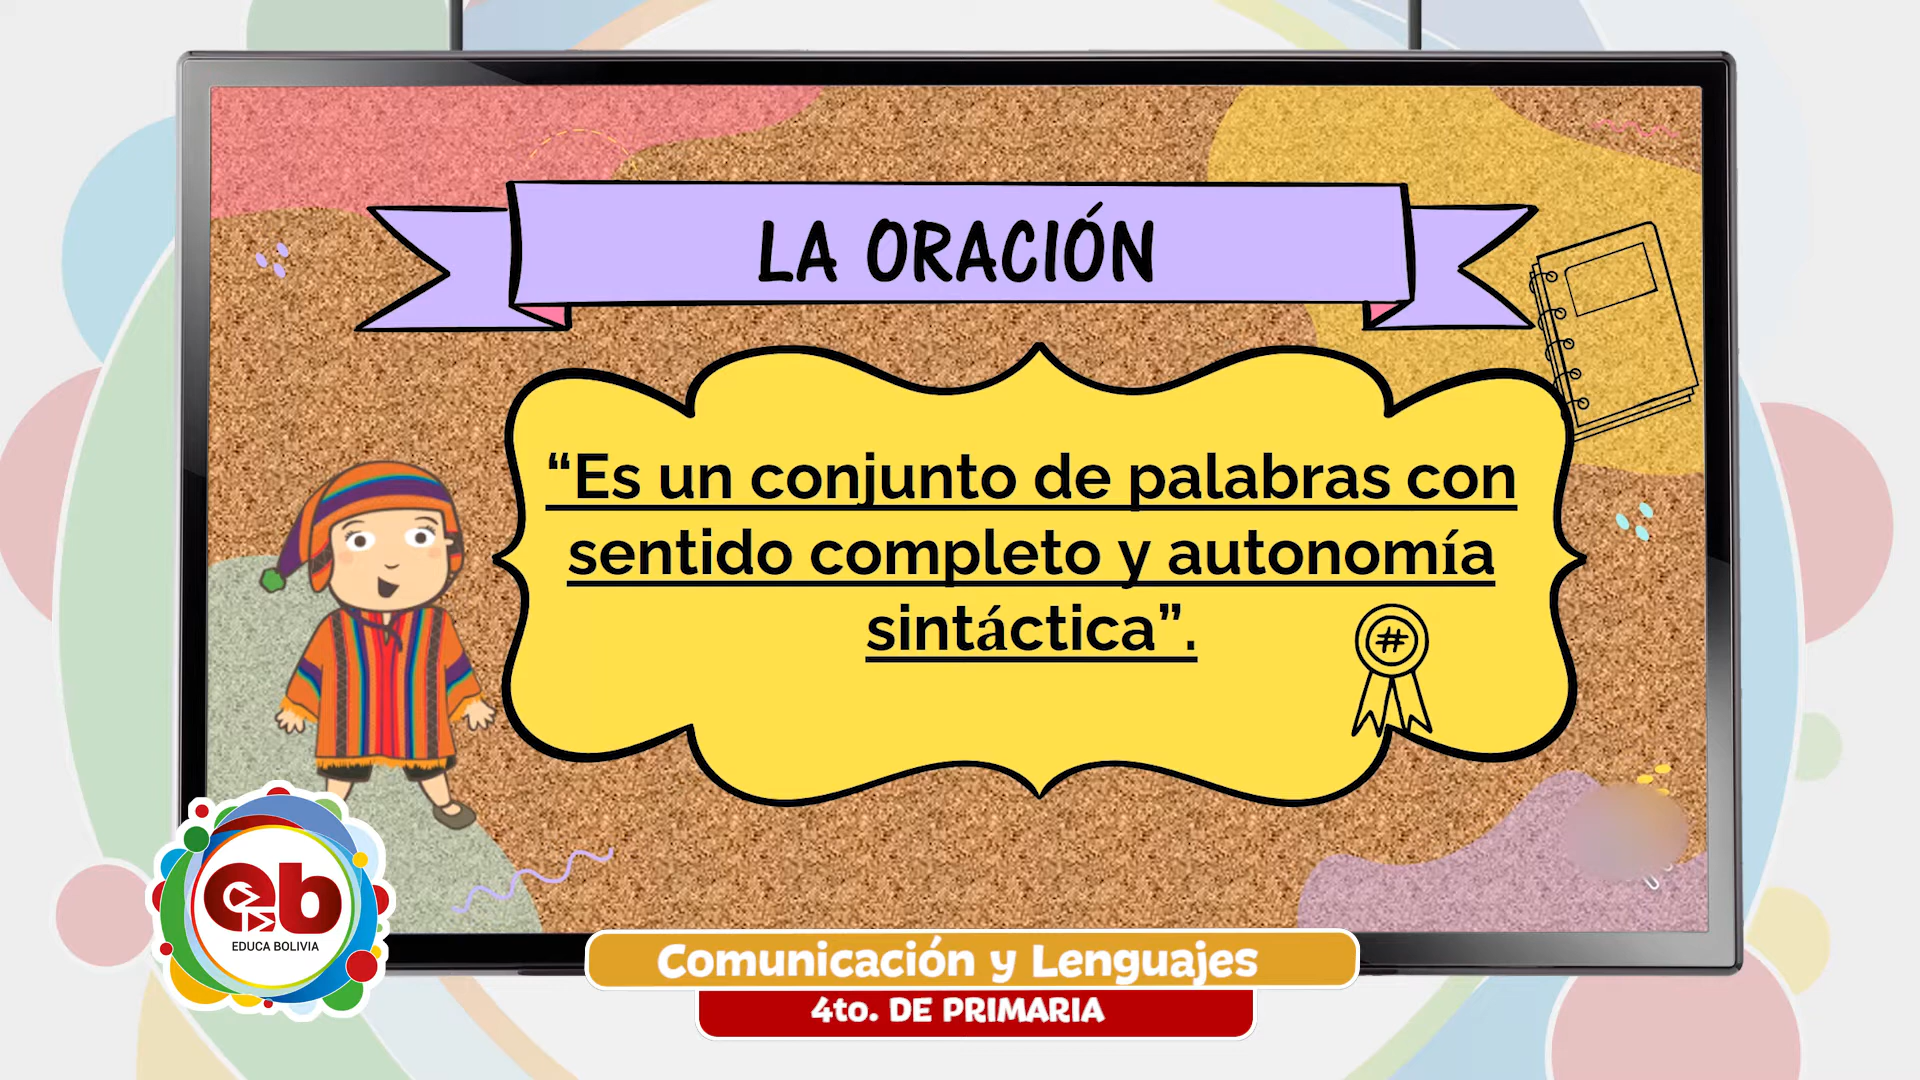 LA ORACIÓN
“Es un conjunto de palabras con
sentido completo y autonomía
sintáctica”.
#
eb
EDUCA BOLIVIA
Comunicación y Lenguajes
4to. DE PRIMARIA